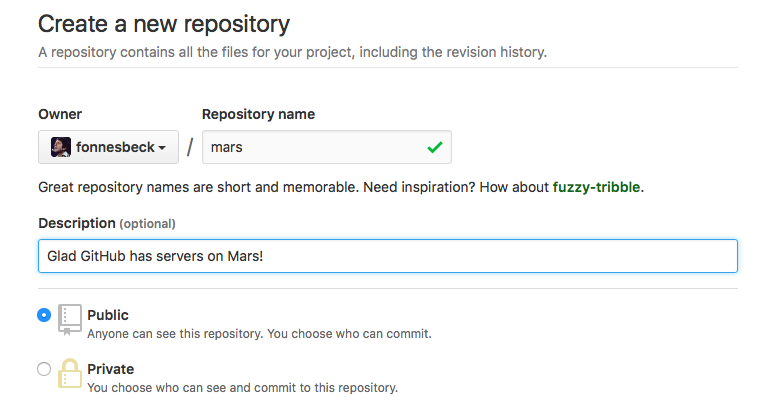 Create a new repository
A repository contains all the files for your project, including the revision history.
Owner Repository name
fonnesbeck / mars
Great repository names are short and memorable. Need inspiration? How about fuzzy-tribble.
Description (optional)
Glad GitHub has servers on Mars!
Public
Anyone can see this repository. You choose who can commit.
Private
You choose who can see and commit to this repository.